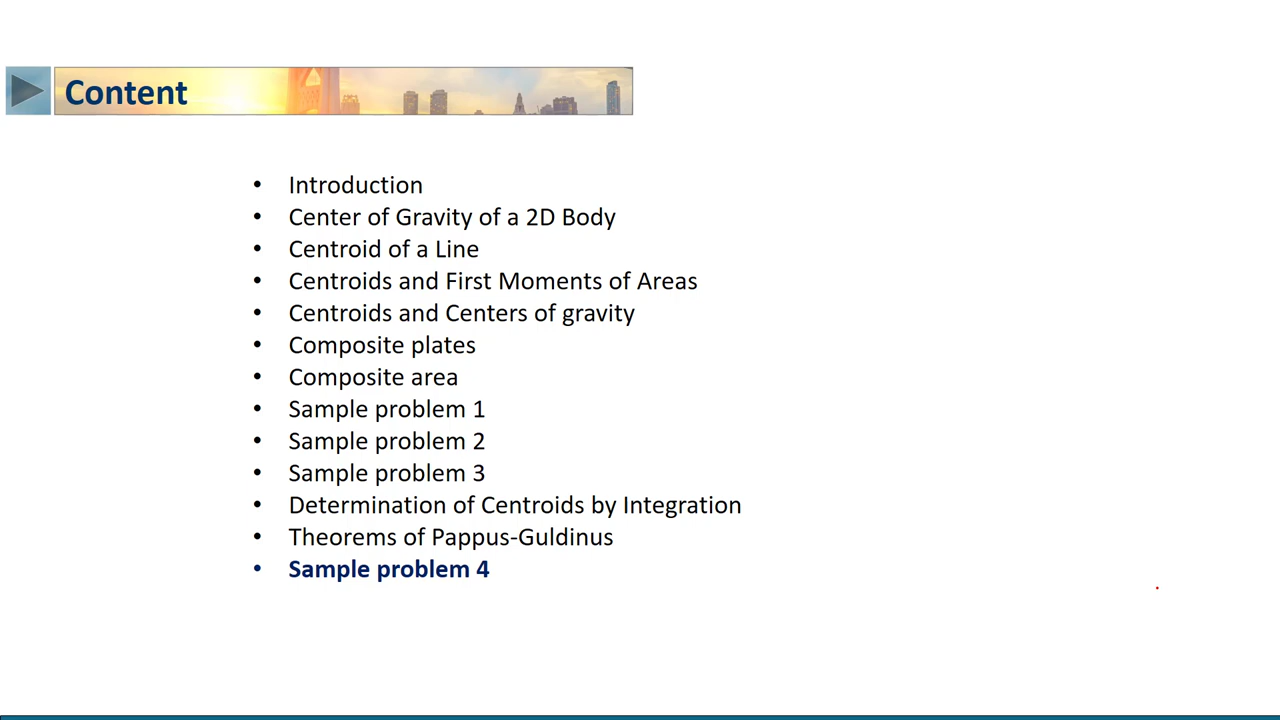 Content
• Introduction
• Center of Gravity of a 2D Body
• Centroid of a Line
• Centroids and First Moments of Areas
• Centroids and Centers of gravity
• Composite plates
• Composite area
• Sample problem 1
• Sample problem 2
• Sample problem 3
• Determination of Centroids by Integration
• Theorems of Pappus-Guldinus
• Sample problem 4